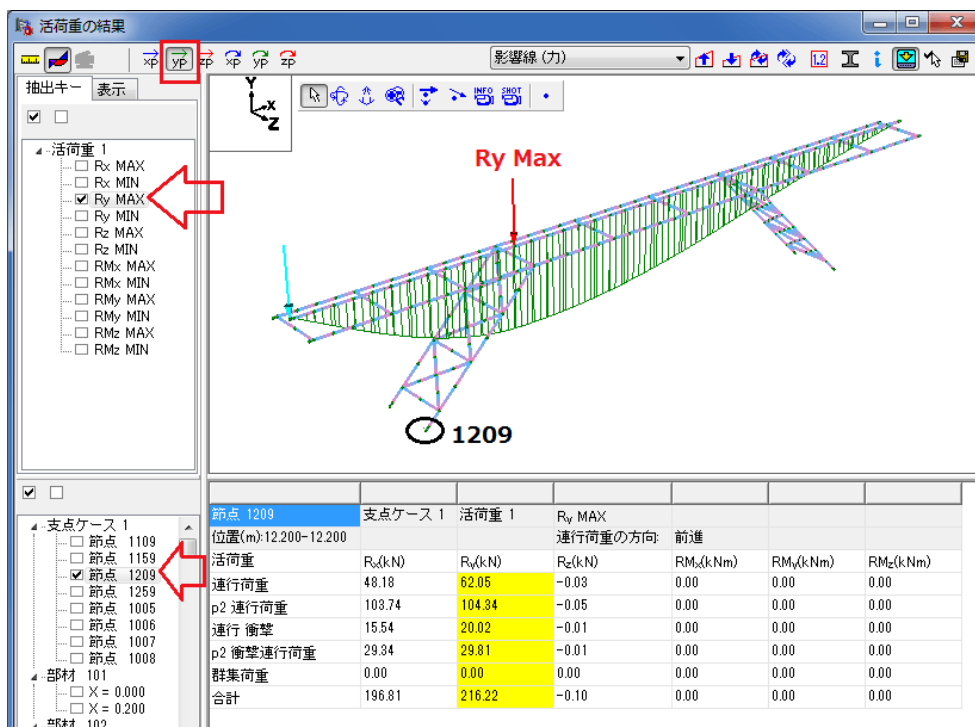 活荷重の結果
xp yp zp xp yp zp 影響線 (力) 1.2 i
抽出キー 表示
活荷重 1
Rx MAX
Rx MIN
Ry MAX
Ry MIN
Rz MAX
Rz MIN
RMx MAX
RMx MIN
RMy MAX
RMy MIN
RMz MAX
RMz MIN
Y
X
Z
INFO SHOT
Ry Max
1209
支点ケース 1
節点 1109
節点 1159
節点 1209
節点 1259
節点 1005
節点 1006
節点 1007
節点 1008
部材 101
X = 0.000
X = 0.200
部材 102
節点 1209 支点ケース 1 活荷重 1 Ry MAX
位置(m):12.200-12.200 連行荷重の方向: 前進
活荷重 Rx(kN) Ry(kN) Rz(kN) RMx(kNm) RMy(kNm) RMz(kNm)
連行荷重 48.18 62.05 -0.03 0.00 0.00 0.00
p2 連行荷重 103.74 104.34 -0.05 0.00 0.00 0.00
連行 衝撃 15.54 20.02 -0.01 0.00 0.00 0.00
p2 衝撃連行荷重 29.34 29.81 -0.01 0.00 0.00 0.00
群集荷重 0.00 0.00 0.00 0.00 0.00 0.00
合計 196.81 216.22 -0.10 0.00 0.00 0.00